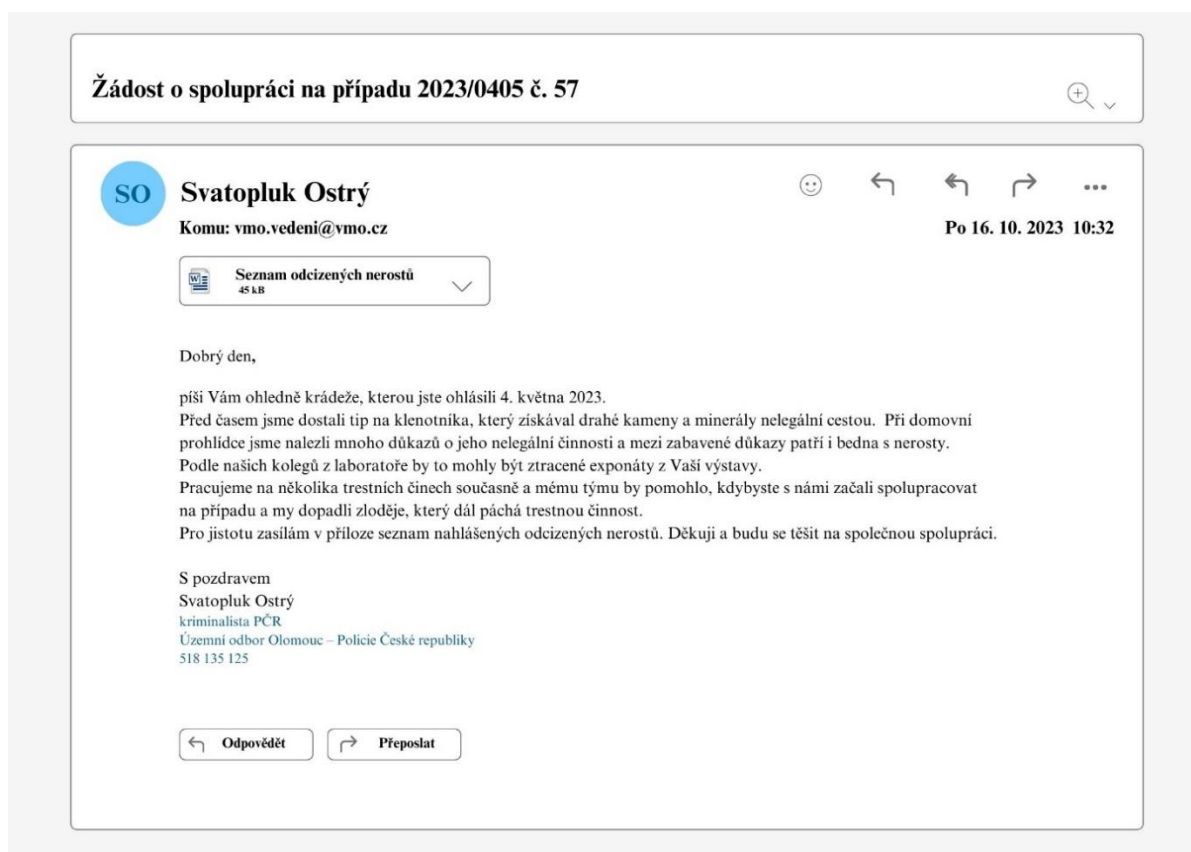 Žádost o spolupráci na případu 2023/0405 č. 57
SO
Svatopluk Ostrý
Komu: vmo.vedeni@vmo.cz
Po 16. 10. 2023 10:32
W
Seznam odcizených nerostů
45 kB
Dobrý den,
píši Vám ohledně krádeže, kterou jste ohlásili 4. května 2023.
Před časem jsme dostali tip na klenotníka, který získával drahé kameny a minerály nelegální cestou. Při domovní
prohlídce jsme nalezli mnoho důkazů o jeho nelegální činnosti a mezi zabavené důkazy patří i bedna s nerosty.
Podle našich kolegů z laboratoře by to mohly být ztracené exponáty z Vaší výstavy.
Pracujeme na několika trestních činech současně a mému týmu by pomohlo, kdybyste s námi začali spolupracovat
na případu a my dopadli zloděje, který dál páchá trestnou činnost.
Pro jistotu zasílám v příloze seznam nahlášených odcizených nerostů. Děkuji a budu se těšit na společnou spolupráci.
S pozdravem
Svatopluk Ostrý
kriminalista PČR
Územní odbor Olomouc – Policie České republiky
518 135 125
Odpovědět
Přeposlat